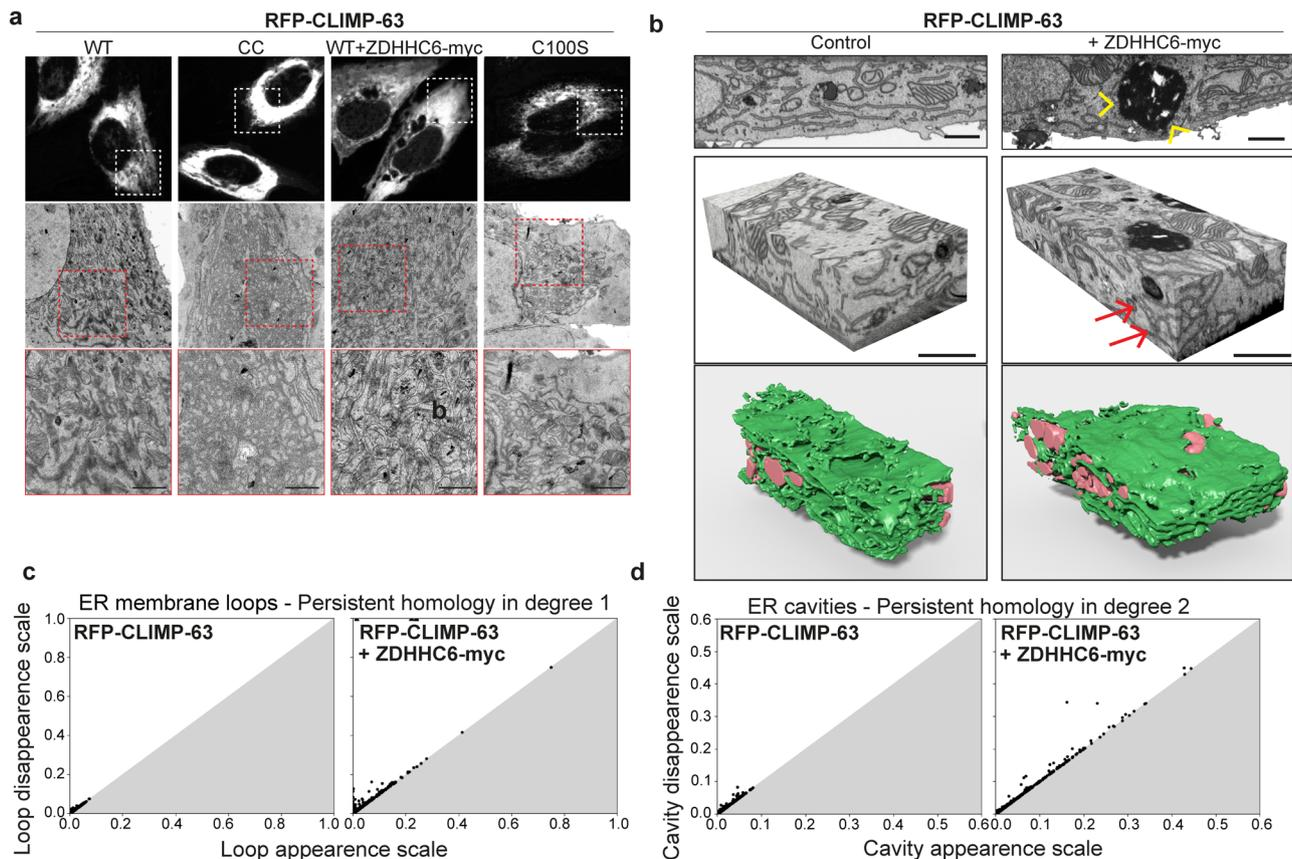 a
RFP-CLIMP-63
WT
CC
WT+ZDHHC6-myc
C100S
b
b
RFP-CLIMP-63
Control
+ ZDHHC6-myc
c
ER membrane loops - Persistent homology in degree 1
Loop disappearence scale
1.0
0.8
0.6
0.4
0.2
0.0
RFP-CLIMP-63
0.0 0.2 0.4 0.6 0.8 1.0
RFP-CLIMP-63
+ ZDHHC6-myc
0.0 0.2 0.4 0.6 0.8 1.0
Loop appearence scale
d
ER cavities - Persistent homology in degree 2
Cavity disappearence scale
0.6
0.5
0.4
0.3
0.2
0.1
0.0
RFP-CLIMP-63
0.0 0.1 0.2 0.3 0.4 0.5 0.6
RFP-CLIMP-63
+ ZDHHC6-myc
0.0 0.1 0.2 0.3 0.4 0.5 0.6
Cavity appearence scale